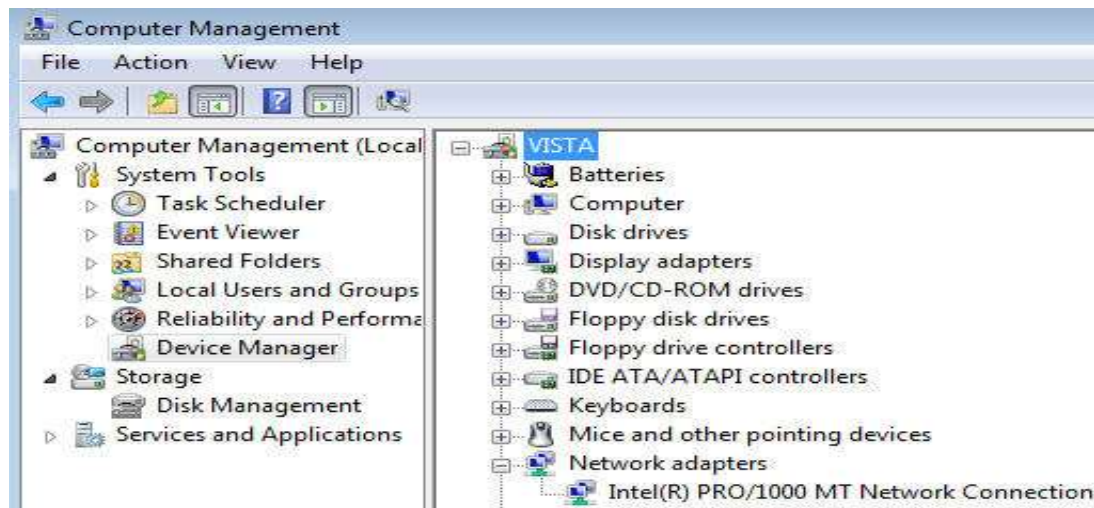 Computer Management
File Action View Help
Computer Management (Local
System Tools
Task Scheduler
Event Viewer
Shared Folders
Local Users and Groups
Reliability and Performa
Device Manager
Storage
Disk Management
Services and Applications
VISTA
Batteries
Computer
Disk drives
Display adapters
DVD/CD-ROM drives
Floppy disk drives
Floppy drive controllers
IDE ATA/ATAPI controllers
Keyboards
Mice and other pointing devices
Network adapters
Intel(R) PRO/1000 MT Network Connection